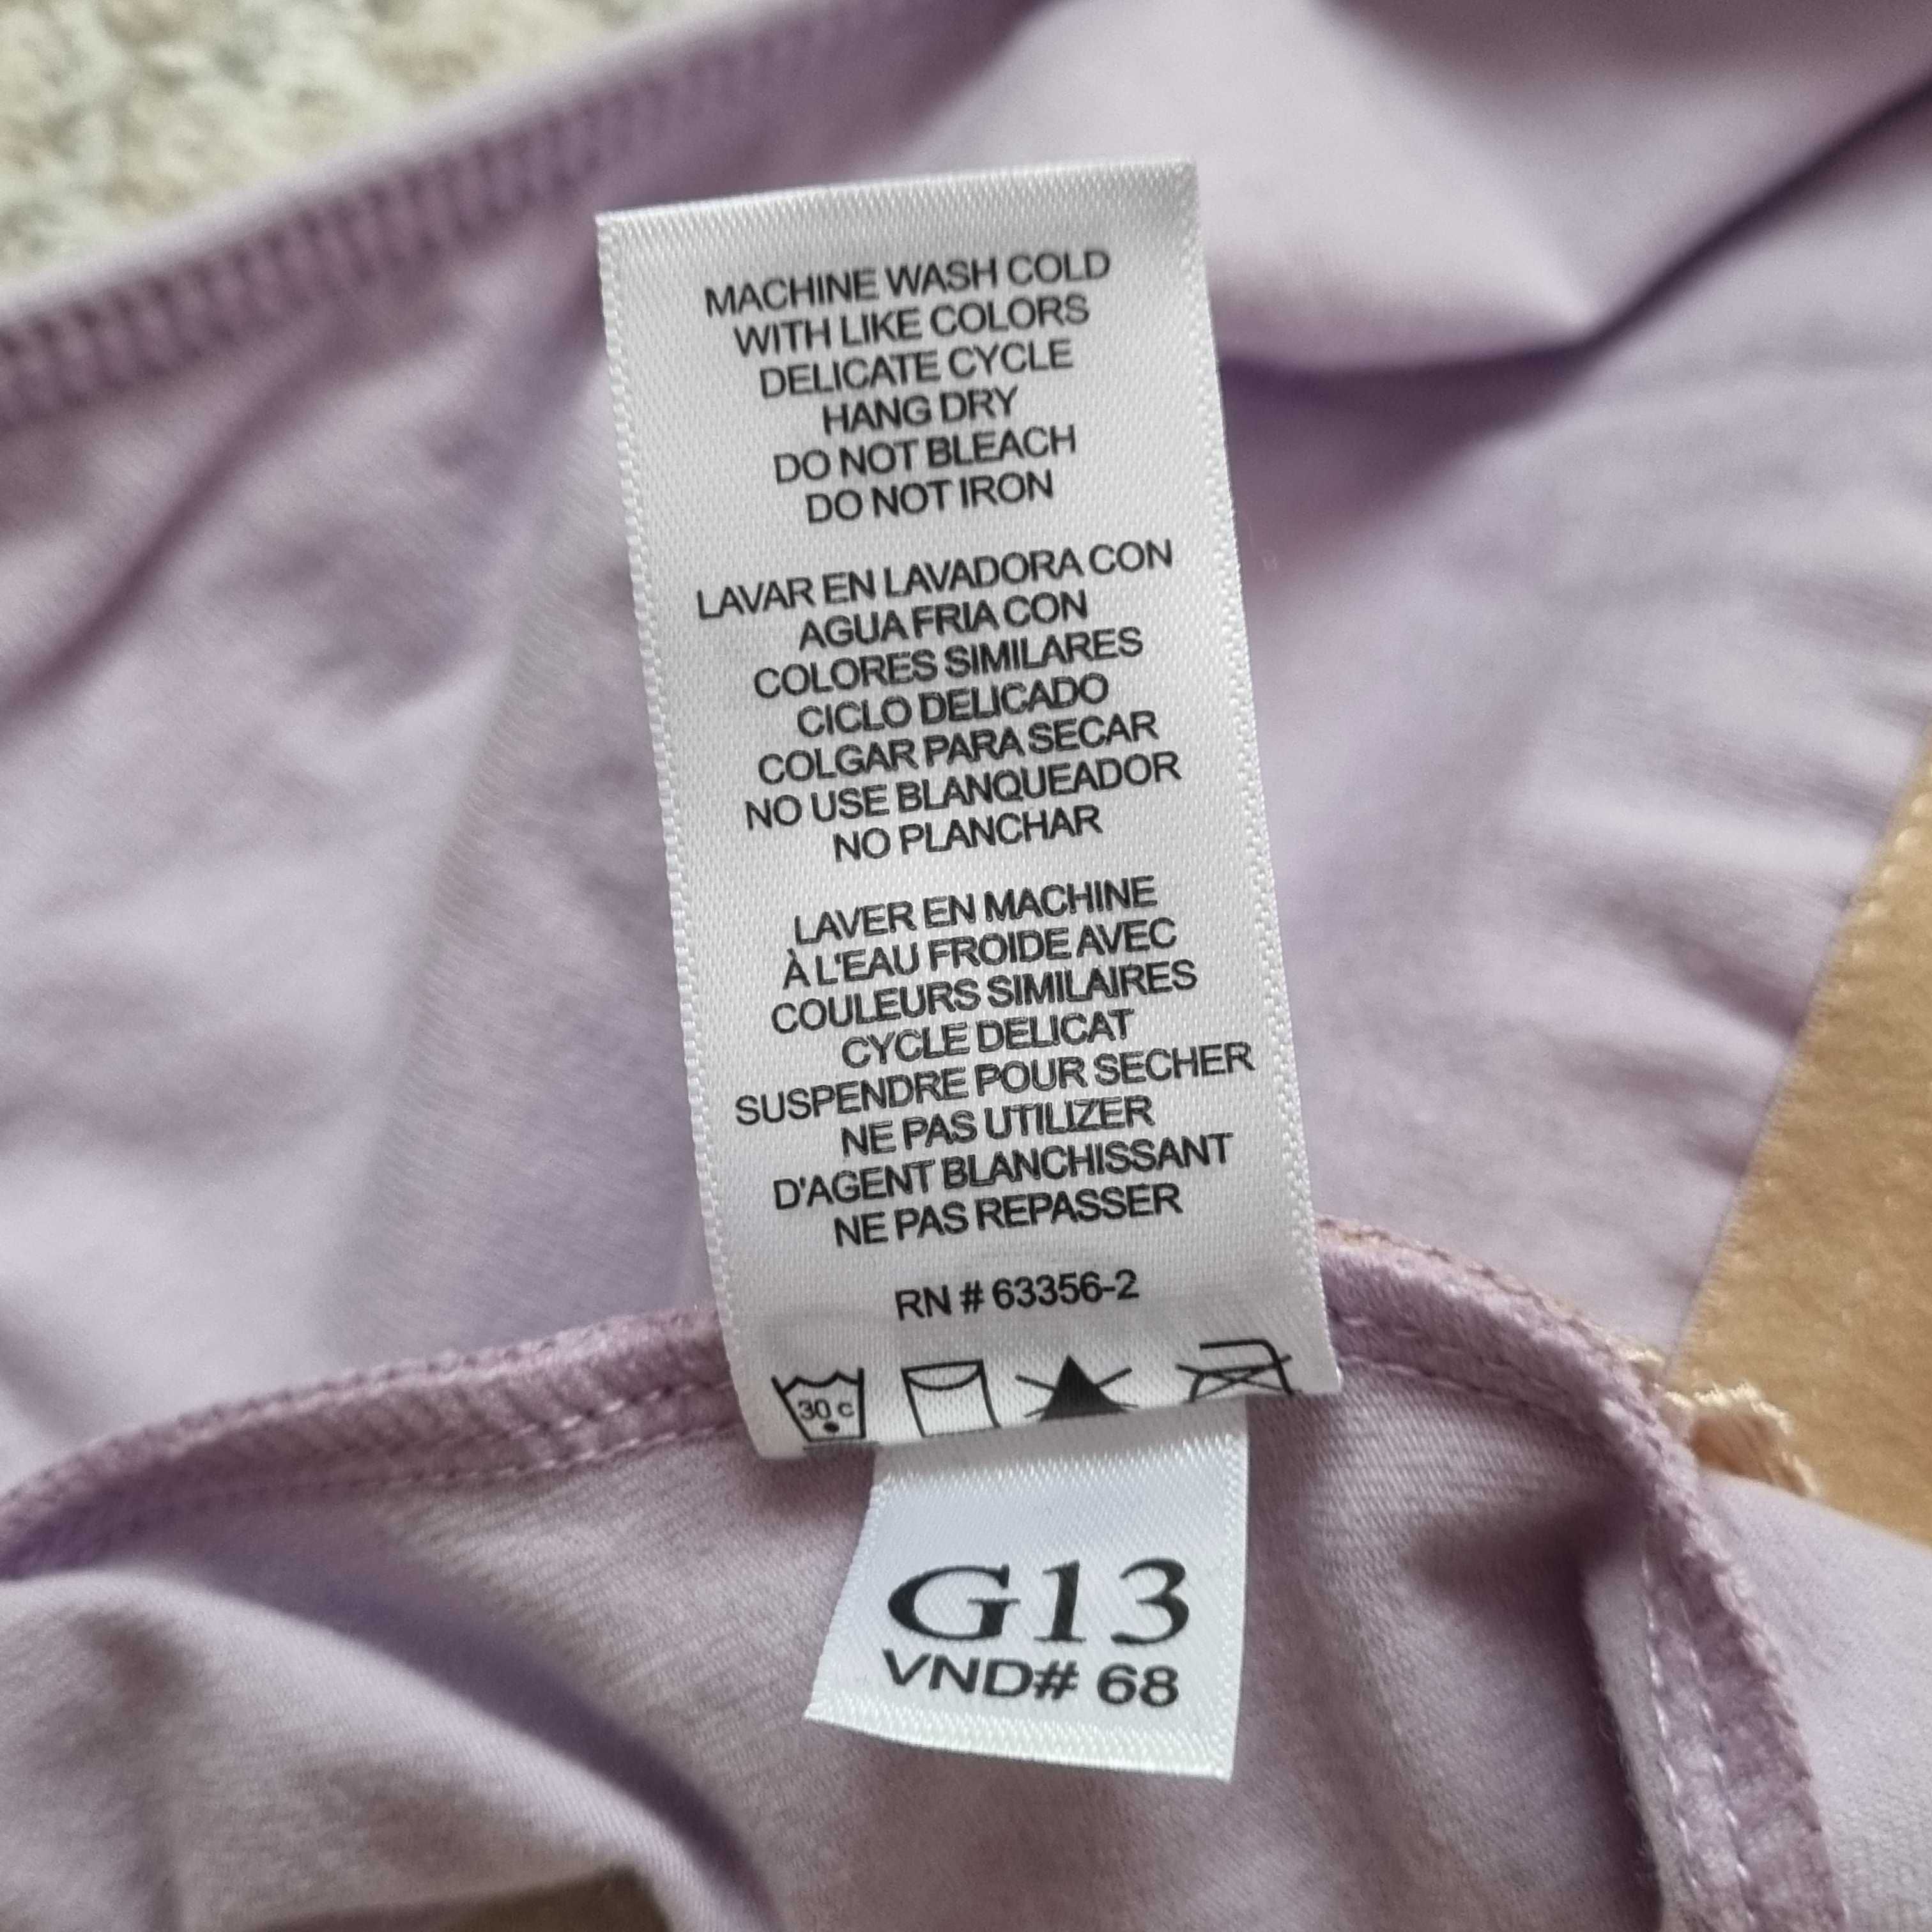 MACHINE WASH COLD
WITH LIKE COLORS
DELICATE CYCLE
HANG DRY
DO NOT BLEACH
DO NOT IRON
LAVAR EN LAVADORA CON
AGUA FRIA CON
COLORES SIMILARES
CICLO DELICADO
COLGAR PARA SECAR
NO USE BLANQUEADOR
NO PLANCHAR
LAVER EN MACHINE
À L'EAU FROIDE AVEC
COULEURS SIMILAIRES
CYCLE DELICAT
SUSPENDRE POUR SECHER
NE PAS UTILIZER
D'AGENT BLANCHISSANT
NE PAS REPASSER
RN # 63356-2
30 c
G13
VND# 68